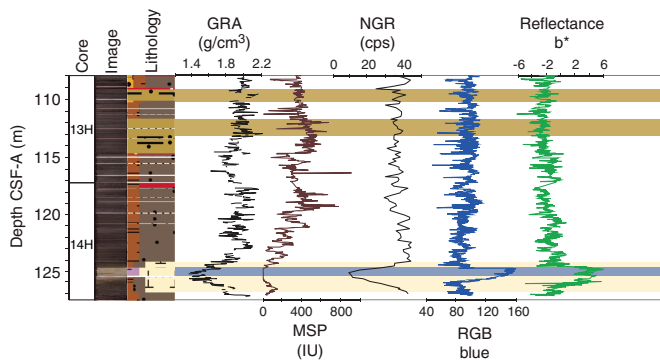 Core
Image
Lithology
GRA
(g/cm³)
1.4 1.8 2.2
NGR
(cps)
0 40
Reflectance
b*
-6 -2 2 6
Depth CSF-A (m)
110
115
120
125
13H
14H
0 400 800
MSP
(IU)
40 80 120 160
RGB
blue